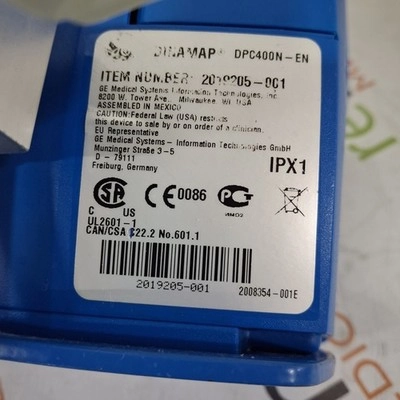 DINAMAP DPC400N-EN
ITEM NUMBER: 2019205-001
GE Medical Systems Information Technologies, Inc.
8200 W. Tower Ave., Milwaukee, WI. USA
ASSEMBLED IN MEXICO
CAUTION:Federal Law (USA) restricts
this device to sale by or on order of a clinician.
EU Representative
GE Medical Systems - Information Technologies GmbH
Munzinger Straße 3-5
D - 79111
Freiburg, Germany
IPX1
SA
C US
CE 0086
UL2601-1
CAN/CSA C22.2 No.601.1
2019205-001
2008354-001E